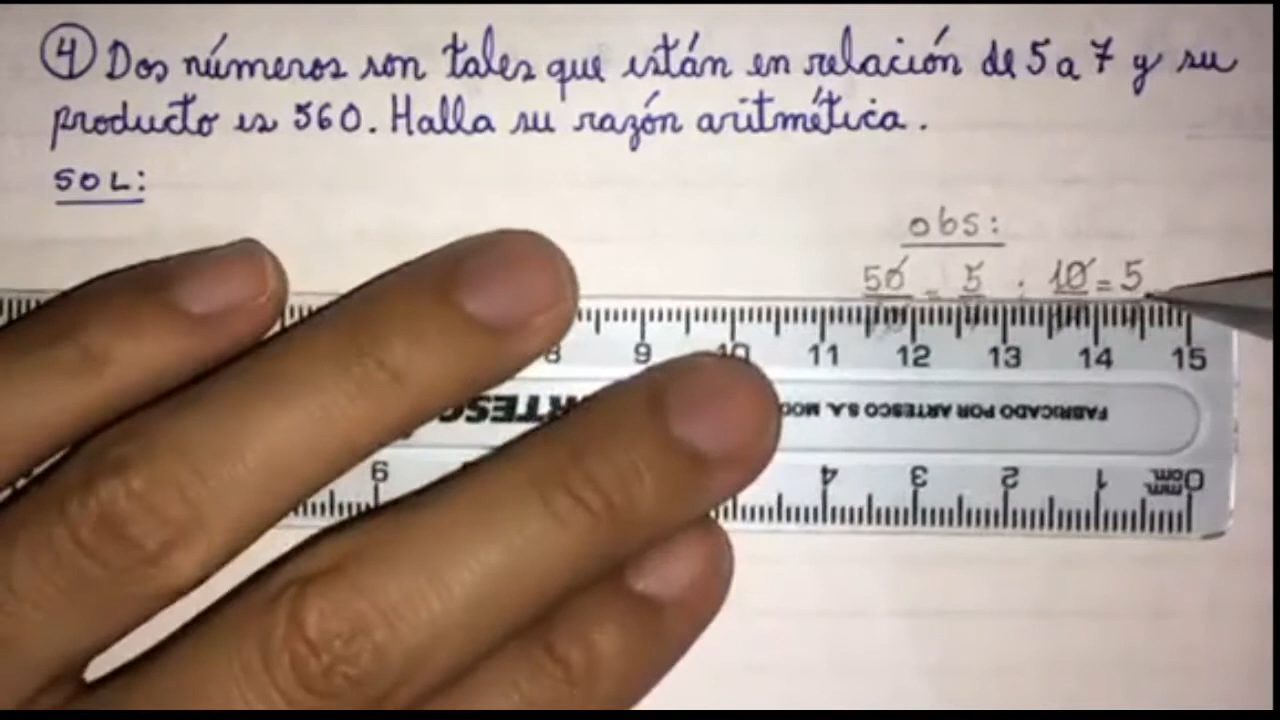 ④ Dos números son tales que están en relación de 5 a 7 y su
producto es 560. Halla su razón aritmética.
SOL:
obs:
50 = 5 ; 10 = 5
8 9 10 11 12 13 14 15
FABRICADO POR ARTESCO S.A. MOD
6 4 3 2 1 0cm.
mm.